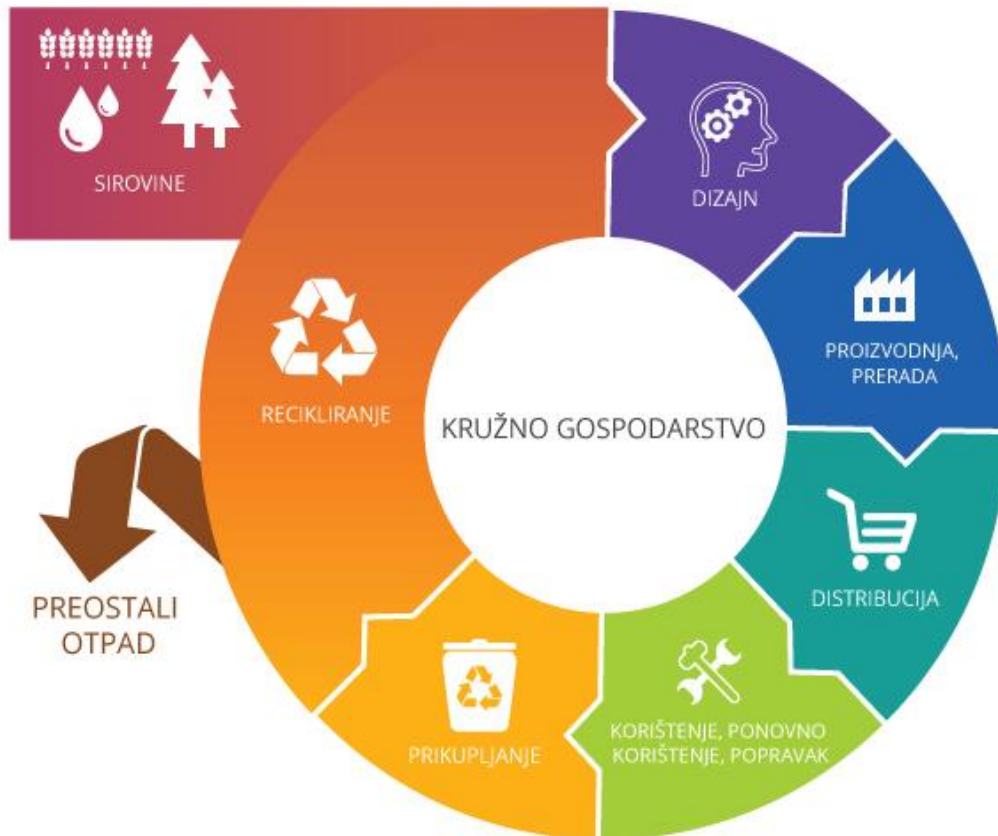 SIROVINE
DIZAJN
PROIZVODNJA,
PRERADA
RECIKLIRANJE
KRUŽNO GOSPODARSTVO
DISTRIBUCIJA
PREOSTALI
OTPAD
KORIŠTENJE, PONOVNO
KORIŠTENJE, POPRAVAK
PRIKUPLJANJE